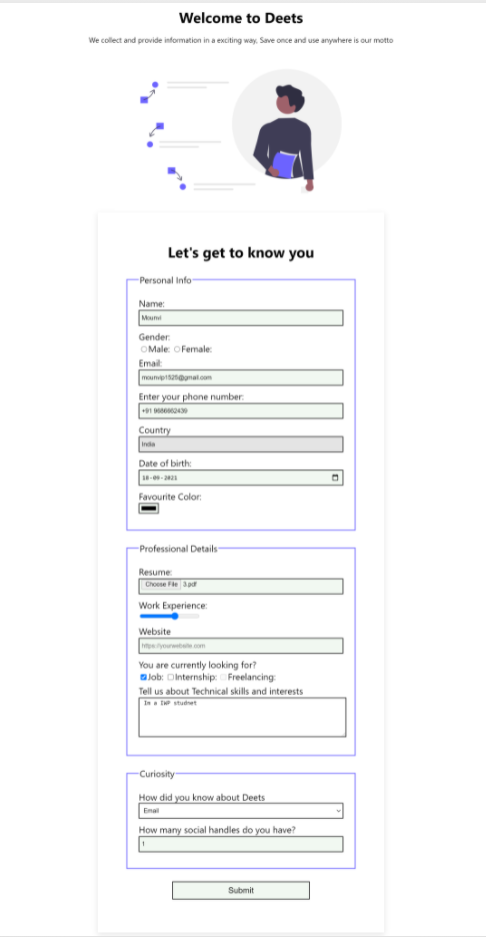 Welcome to Deets
We collect and provide information in a exciting way, Save once and use anywhere is our motto
Let's get to know you
Personal Info
Name:
Mounvi
Gender:
Male: Female:
Email:
mounvip1525@gmail.com
Enter your phone number:
+91 9686652439
Country
India
Date of birth:
10-09-2021
Favourite Color:
Professional Details
Resume:
Choose File 3.pdf
Work Experience:
Website
https://yourwebsite.com
You are currently looking for?
Job: Internship: Freelancing:
Tell us about Technical skills and interests
Im a IWP studnet
Curiosity
How did you know about Deets
Email
How many social handles do you have?
1
Submit